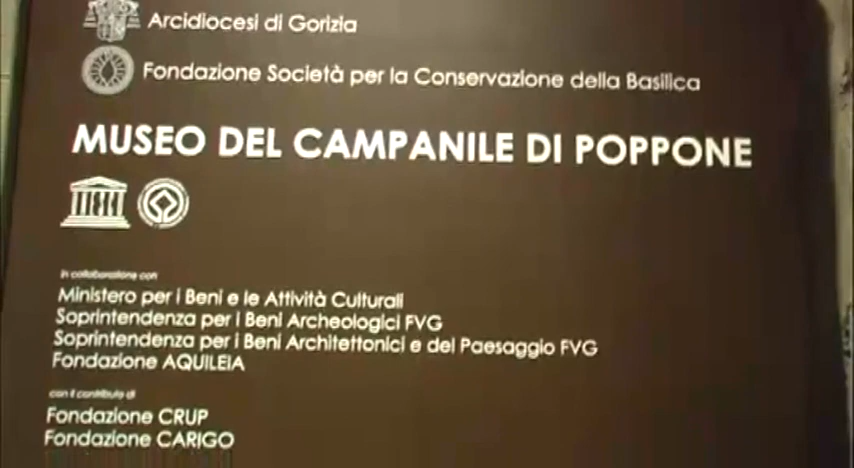 Arcidiocesi di Gorizia
Fondazione Società per la Conservazione della Basilica
MUSEO DEL CAMPANILE DI POPPONE
in collaborazione con
Ministero per i Beni e le Attività Culturali
Soprintendenza per i Beni Archeologici FVG
Soprintendenza per i Beni Architettonici e del Paesaggio FVG
Fondazione AQUILEIA
con il contributo di
Fondazione CRUP
Fondazione CARIGO